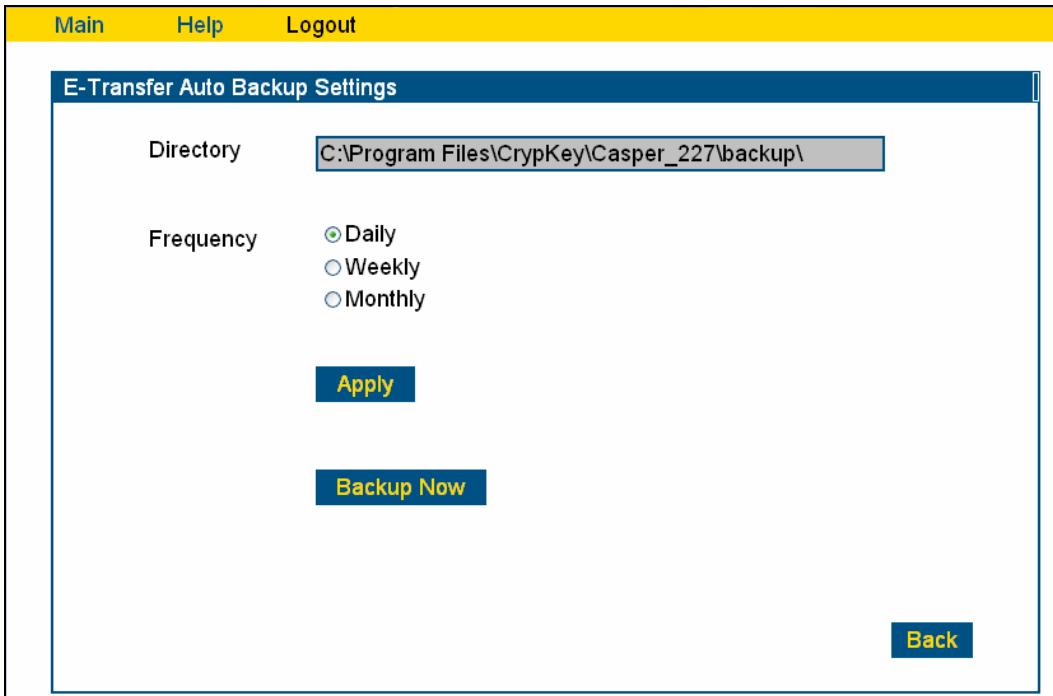 Main Help Logout
E-Transfer Auto Backup Settings
Directory C:\Program Files\CrypKey\Casper_227\backup\
Frequency Daily
Weekly
Monthly
Apply
Backup Now
Back